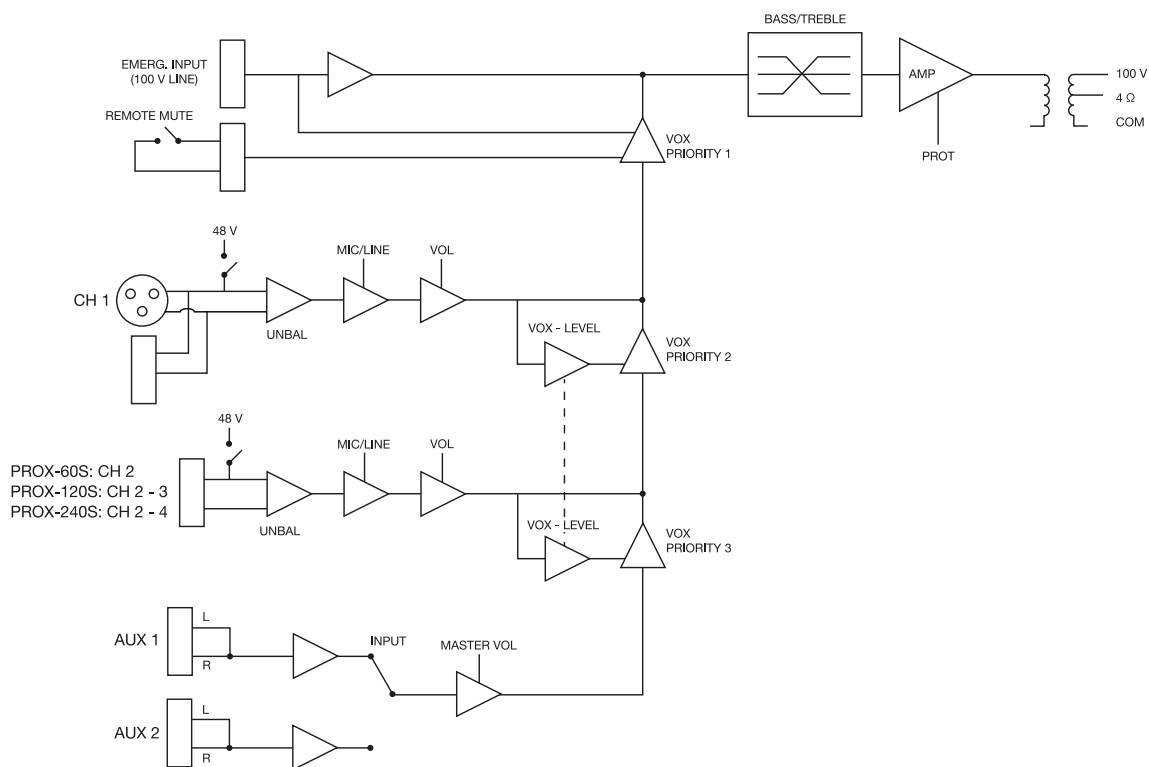 BASS/TREBLE
EMERG. INPUT
(100 V LINE)
AMP
100 V
4 Ω
COM
REMOTE MUTE
VOX
PRIORITY 1
PROT
48 V
MIC/LINE
VOL
CH 1
UNBAL
VOX - LEVEL
VOX
PRIORITY 2
48 V
MIC/LINE
VOL
PROX-60S: CH 2
PROX-120S: CH 2 - 3
PROX-240S: CH 2 - 4
UNBAL
VOX - LEVEL
VOX
PRIORITY 3
AUX 1
L
R
INPUT
MASTER VOL
AUX 2
L
R